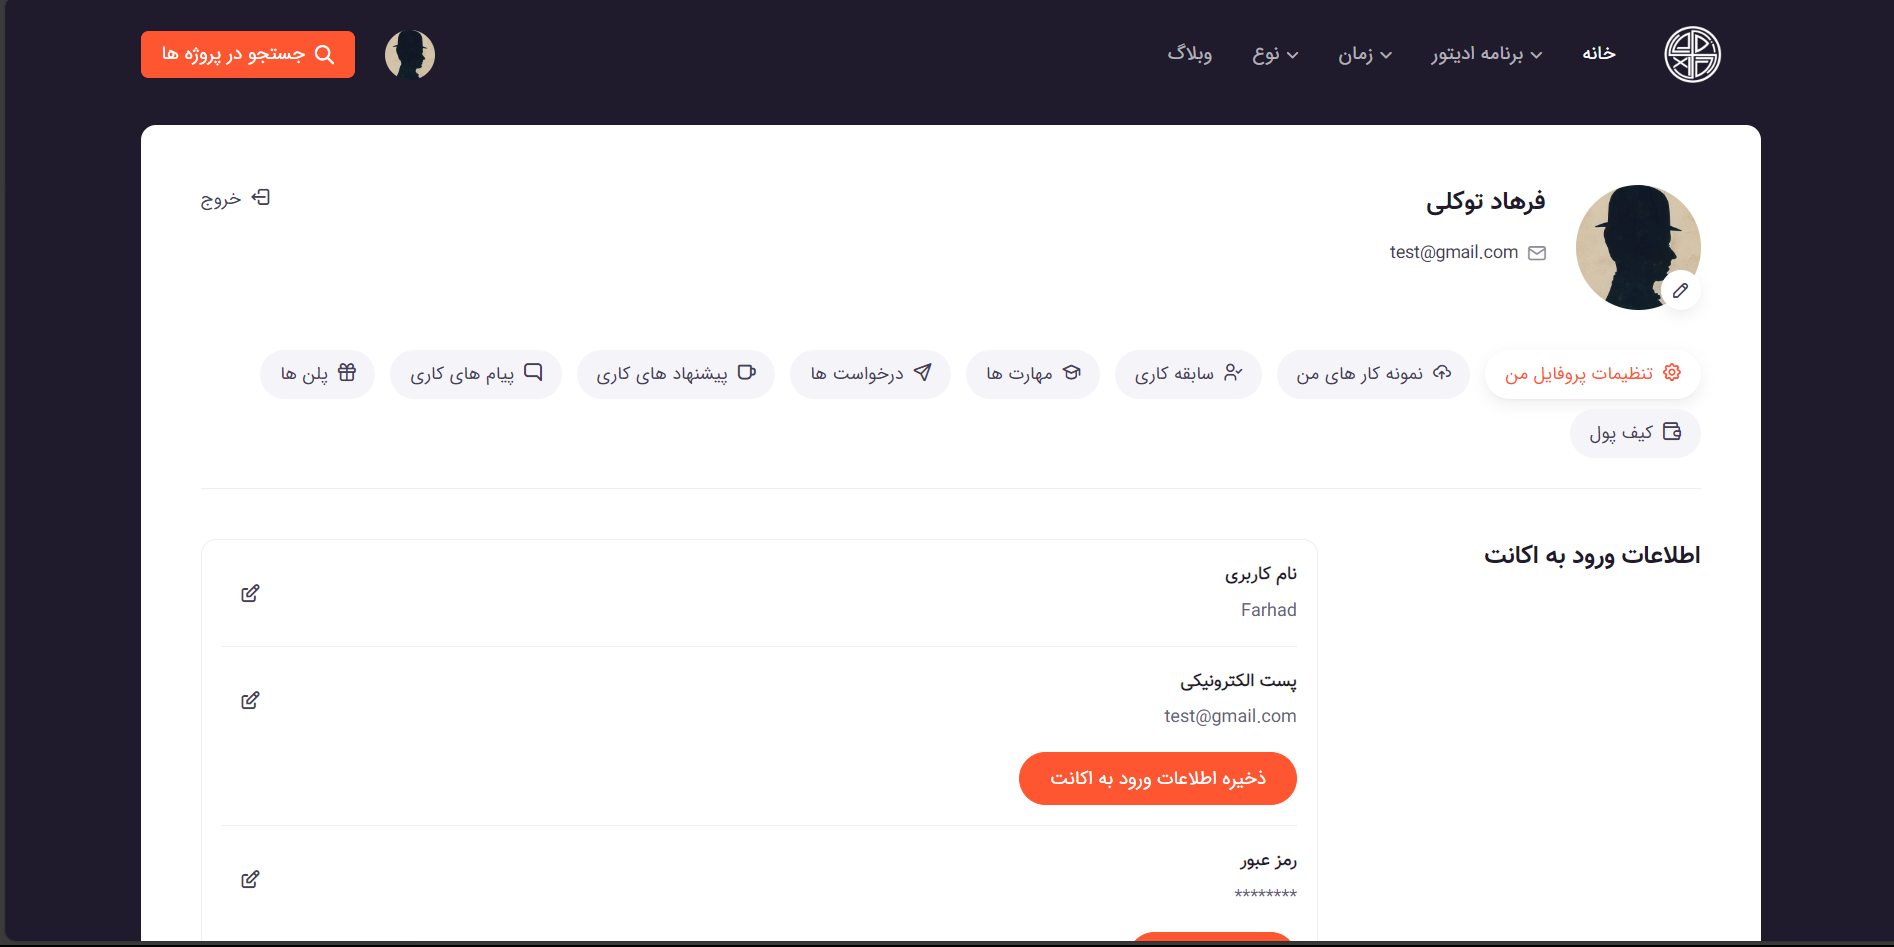 خانه
برنامه ادیتور
زمان
نوع
وبلاگ
جستجو در پروژه ها
فرهاد توکلی
test@gmail.com
خروج
تنظیمات پروفایل من
نمونه کار های من
سابقه کاری
مهارت ها
درخواست ها
پیشنهاد های کاری
پیام های کاری
پلن ها
کیف پول
اطلاعات ورود به اکانت
نام کاربری
Farhad
پست الکترونیکی
test@gmail.com
ذخیره اطلاعات ورود به اکانت
رمز عبور
********